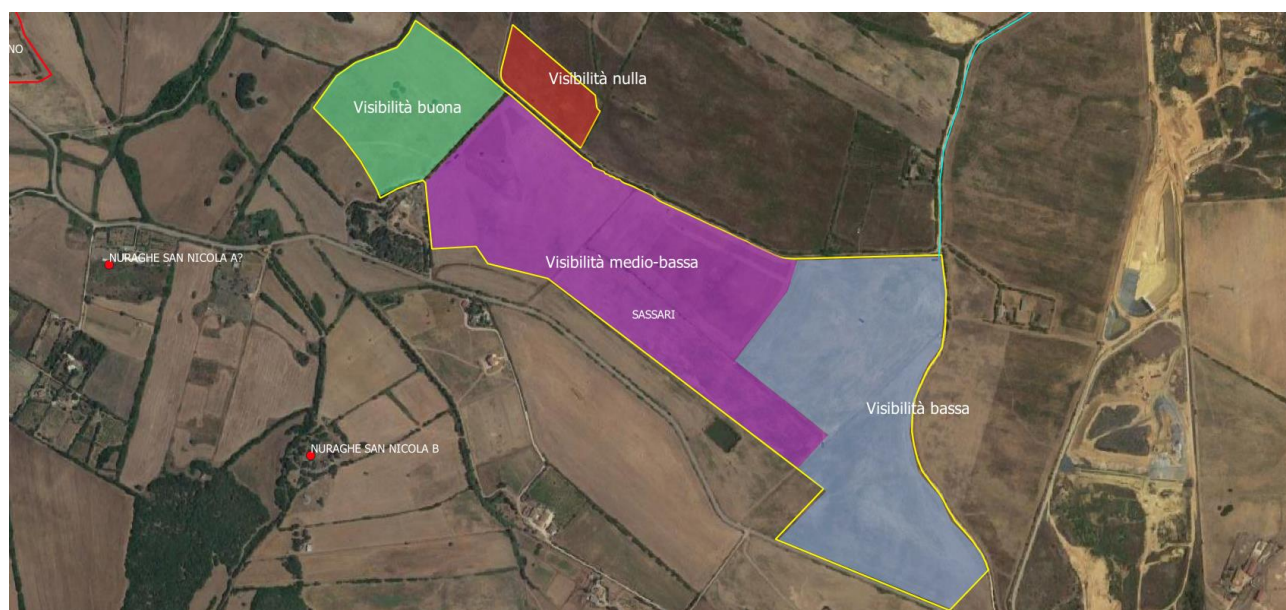 NO
Visibilità nulla
Visibilità buona
NURAGHE SAN NICOLA A?
Visibilità medio-bassa
SASSARI
Visibilità bassa
NURAGHE SAN NICOLA B